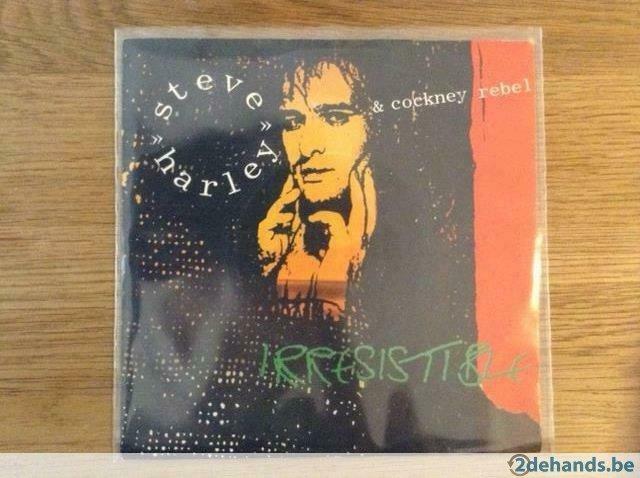 »steve
harley»
& cockney rebel
IRRESISTIBLE
2dehands.be